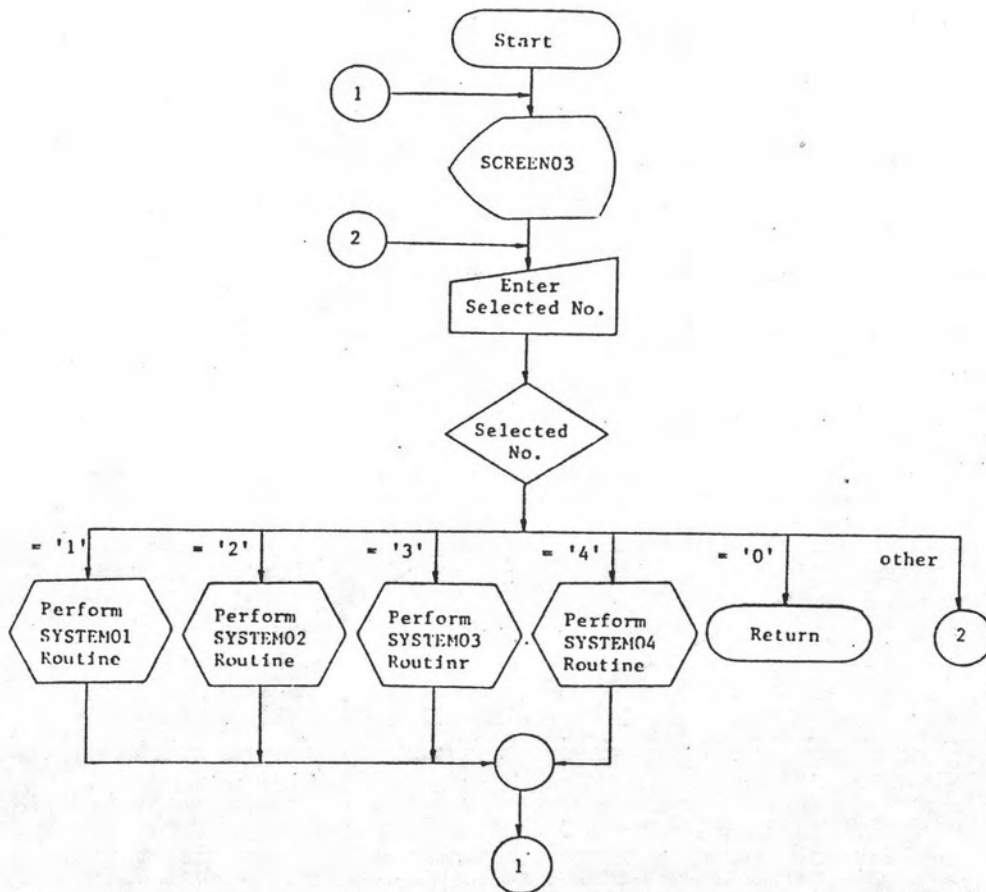 Start
1
SCREEN03
2
Enter
Selected No.
Selected
No.
= '1'
= '2'
= '3'
= '4'
= '0'
other
Perform
SYSTEM01
Routine
Perform
SYSTEM02
Routine
Perform
SYSTEM03
Routinr
Perform
SYSTEM04
Routine
Return
2
1